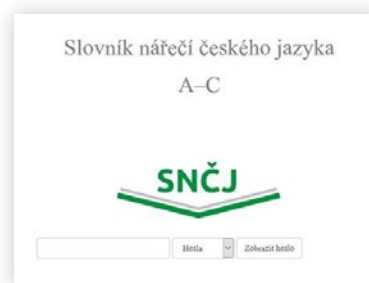 Slovník nářečí českého jazyka
A–C
SNČJ
Hesla Zobrazit heslo